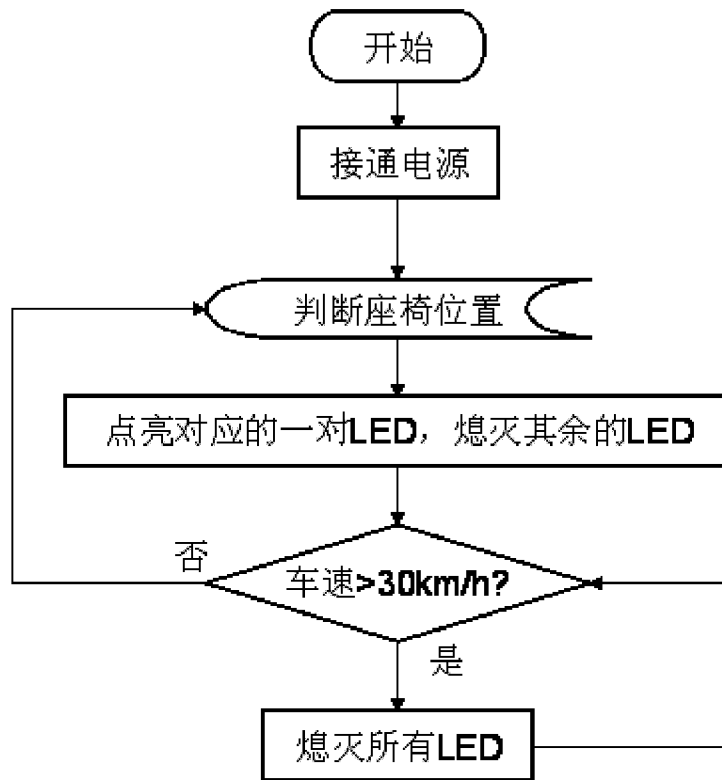 开始
接通电源
判断座椅位置
点亮对应的一对LED，熄灭其余的LED
否
车速>30km/h?
是
熄灭所有LED